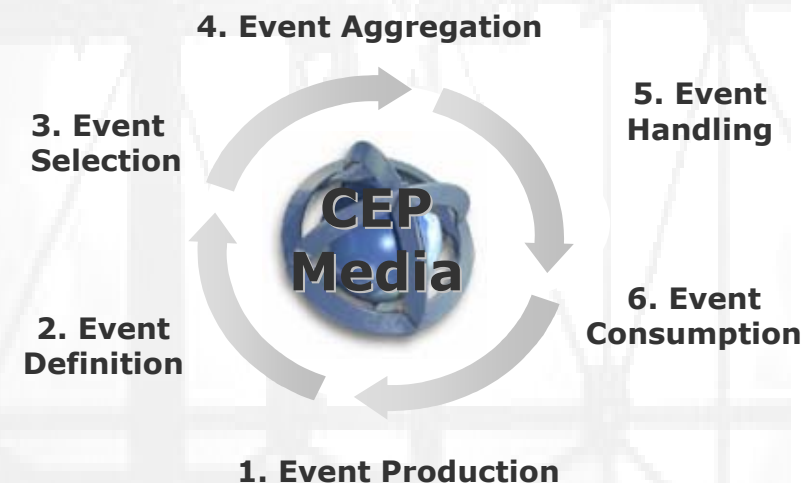 4. Event Aggregation
3. Event
Selection
5. Event
Handling
CEP
Media
2. Event
Definition
6. Event
Consumption
1. Event Production